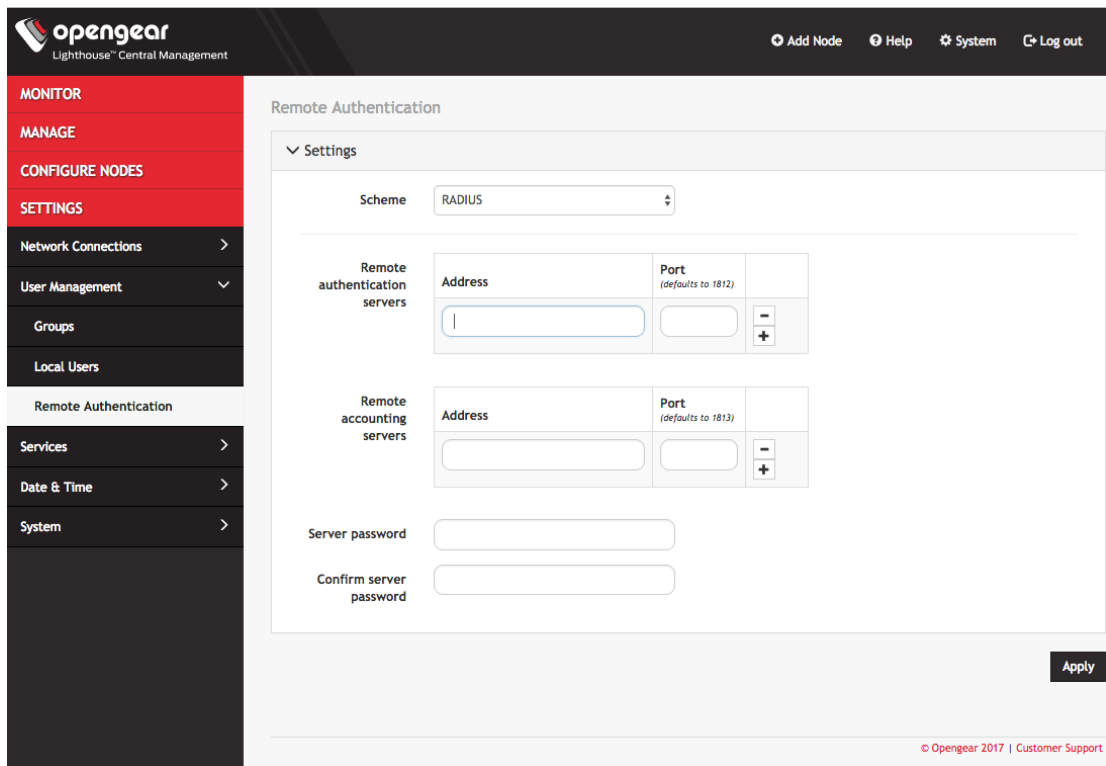 opengear
Lighthouse™ Central Management
Add Node
Help
System
Log out
MONITOR
MANAGE
CONFIGURE NODES
SETTINGS
Network Connections
User Management
Groups
Local Users
Remote Authentication
Services
Date & Time
System
Remote Authentication
Settings
Scheme
RADIUS
Remote
authentication
servers
Address
Port
(defaults to 1812)
Remote
accounting
servers
Address
Port
(defaults to 1813)
Server password
Confirm server
password
Apply
© Opengear 2017 | Customer Support